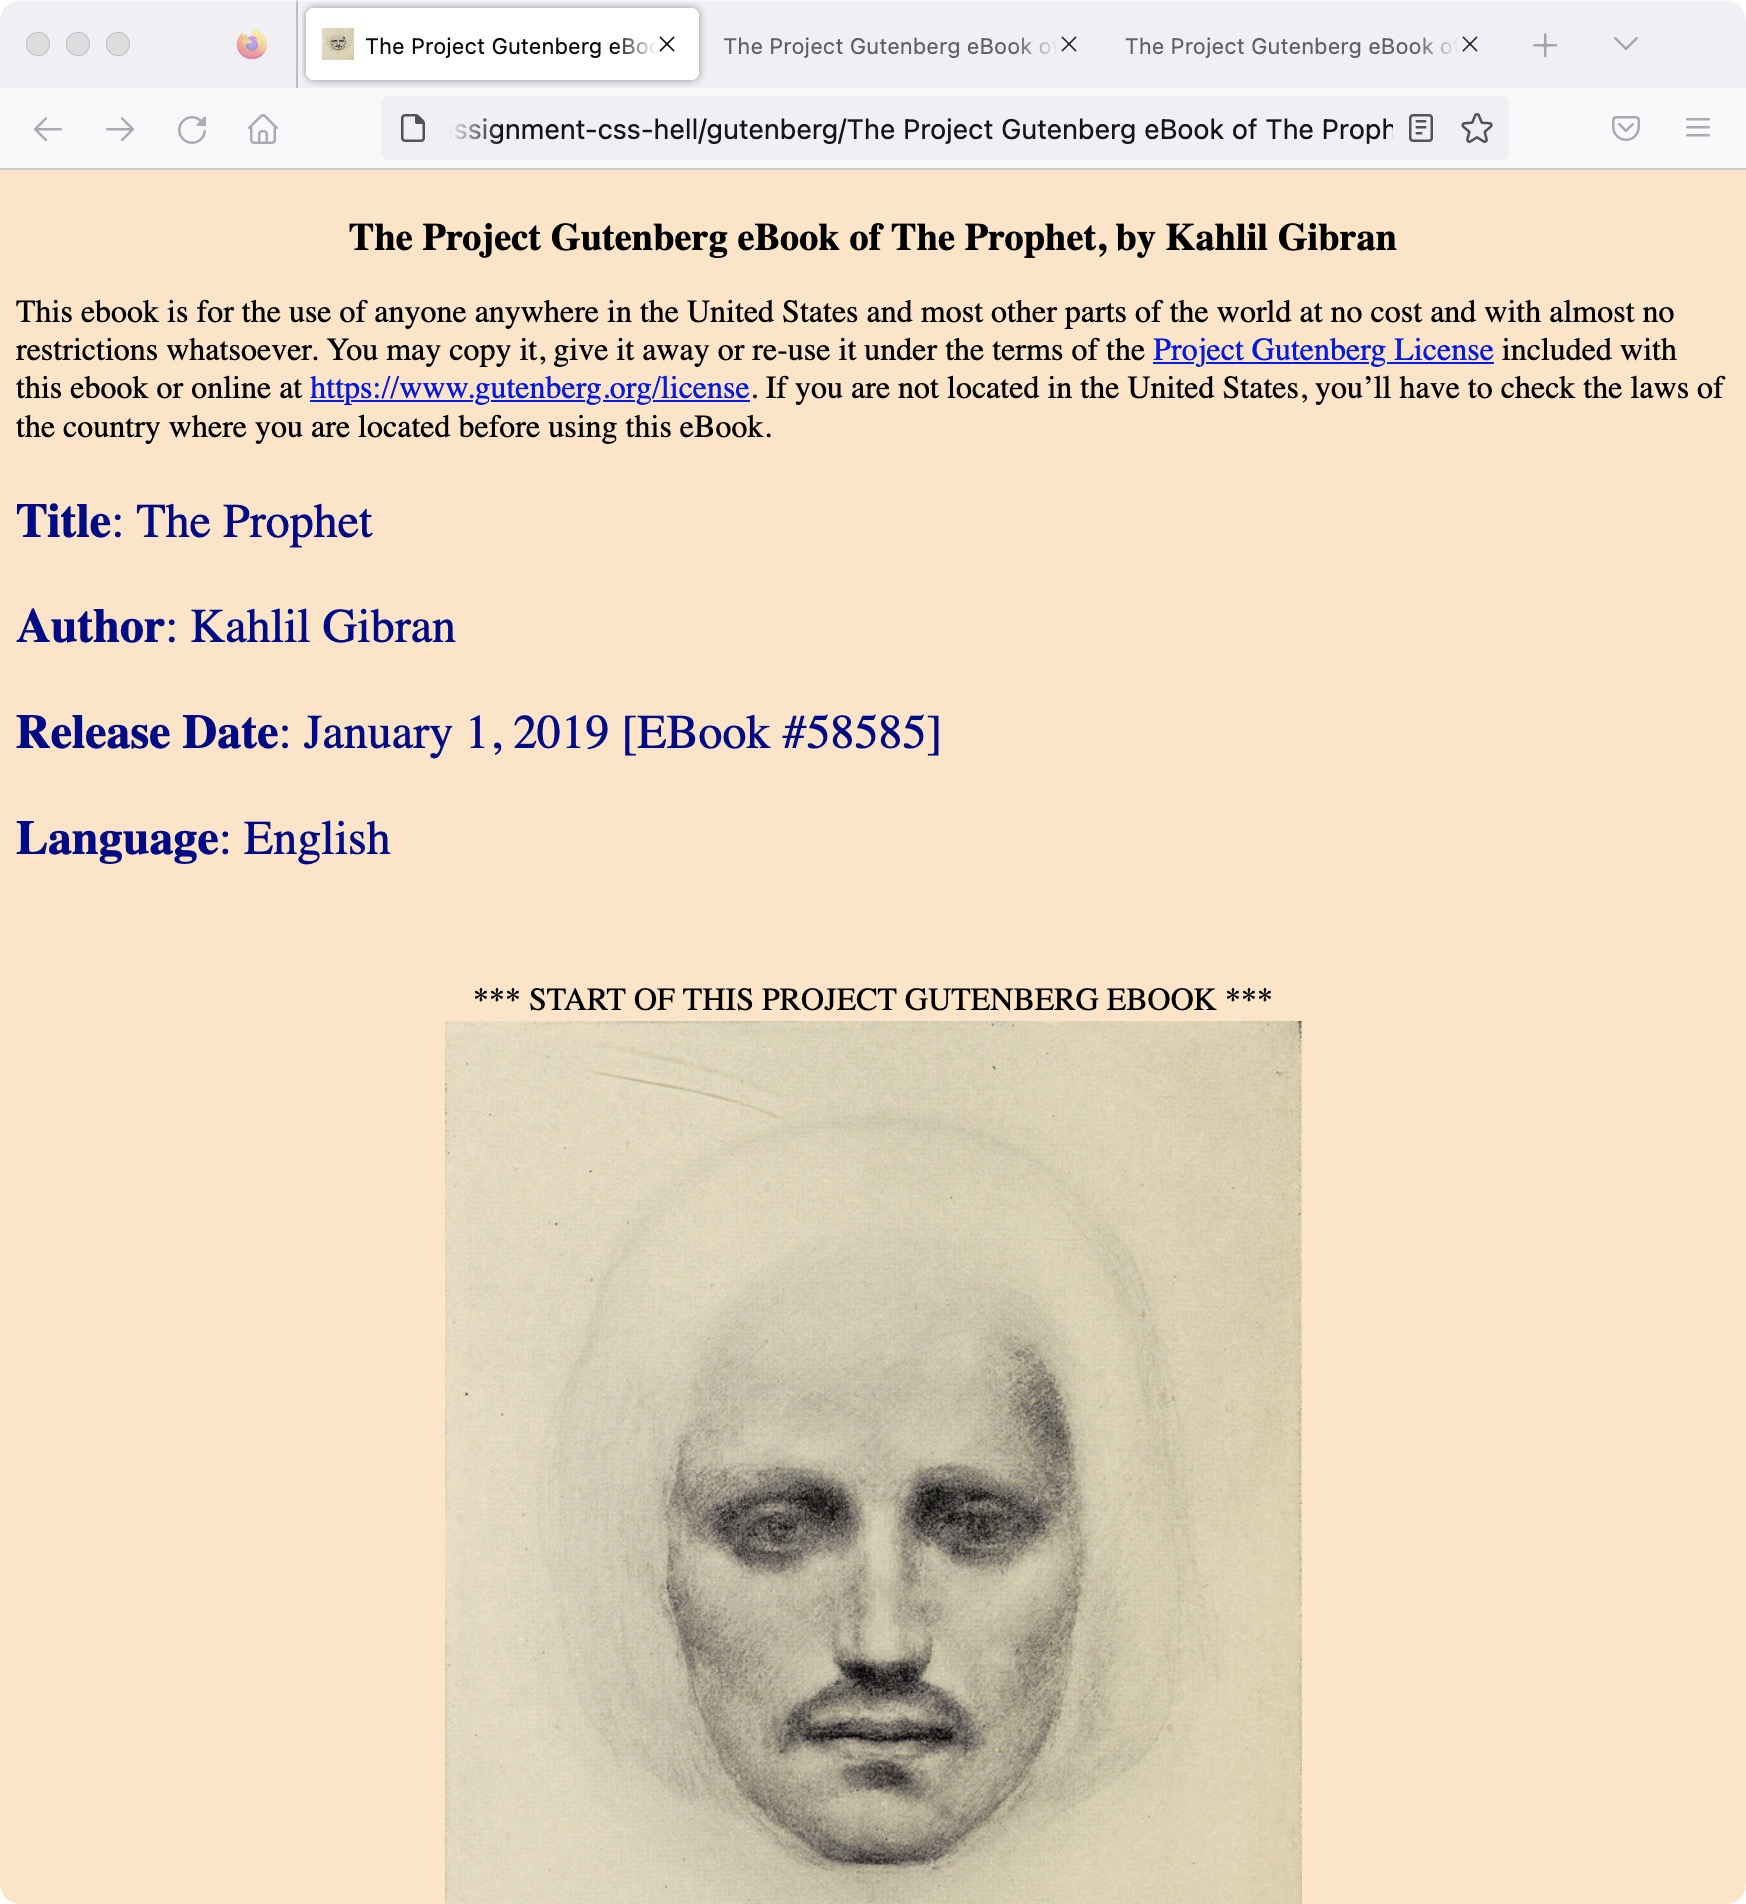 The Project Gutenberg eBoo
The Project Gutenberg eBook of
The Project Gutenberg eBook of
ssignment-css-hell/gutenberg/The Project Gutenberg eBook of The Proph
The Project Gutenberg eBook of The Prophet, by Kahlil Gibran
This ebook is for the use of anyone anywhere in the United States and most other parts of the world at no cost and with almost no
restrictions whatsoever. You may copy it, give it away or re-use it under the terms of the Project Gutenberg License included with
this ebook or online at https://www.gutenberg.org/license. If you are not located in the United States, you’ll have to check the laws of
the country where you are located before using this eBook.
Title: The Prophet
Author: Kahlil Gibran
Release Date: January 1, 2019 [EBook #58585]
Language: English
*** START OF THIS PROJECT GUTENBERG EBOOK ***